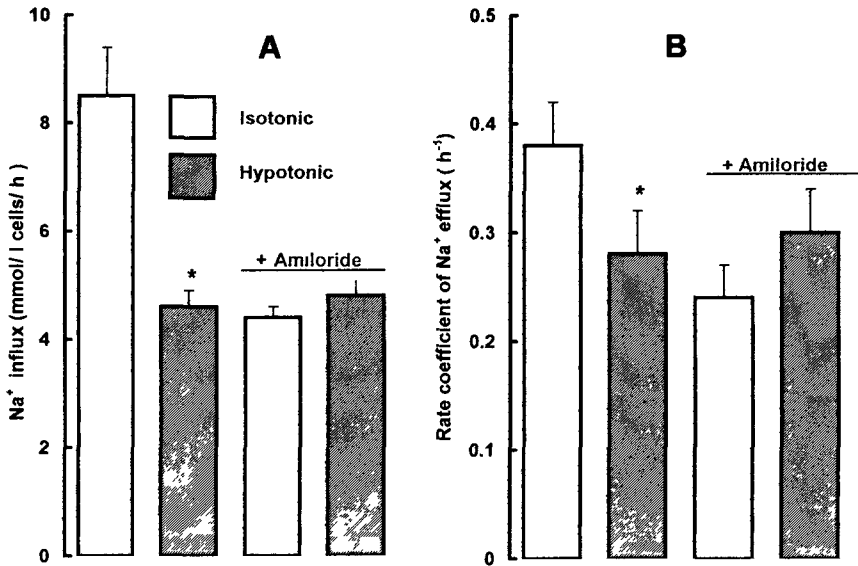 A
Na⁺ influx (mmol/ l cells/ h )
10
8
6
4
2
0
Isotonic
Hypotonic
*
+ Amiloride
B
Rate coefficient of Na⁺ efflux ( h⁻¹)
0.5
0.4
0.3
0.2
0.1
0
*
+ Amiloride